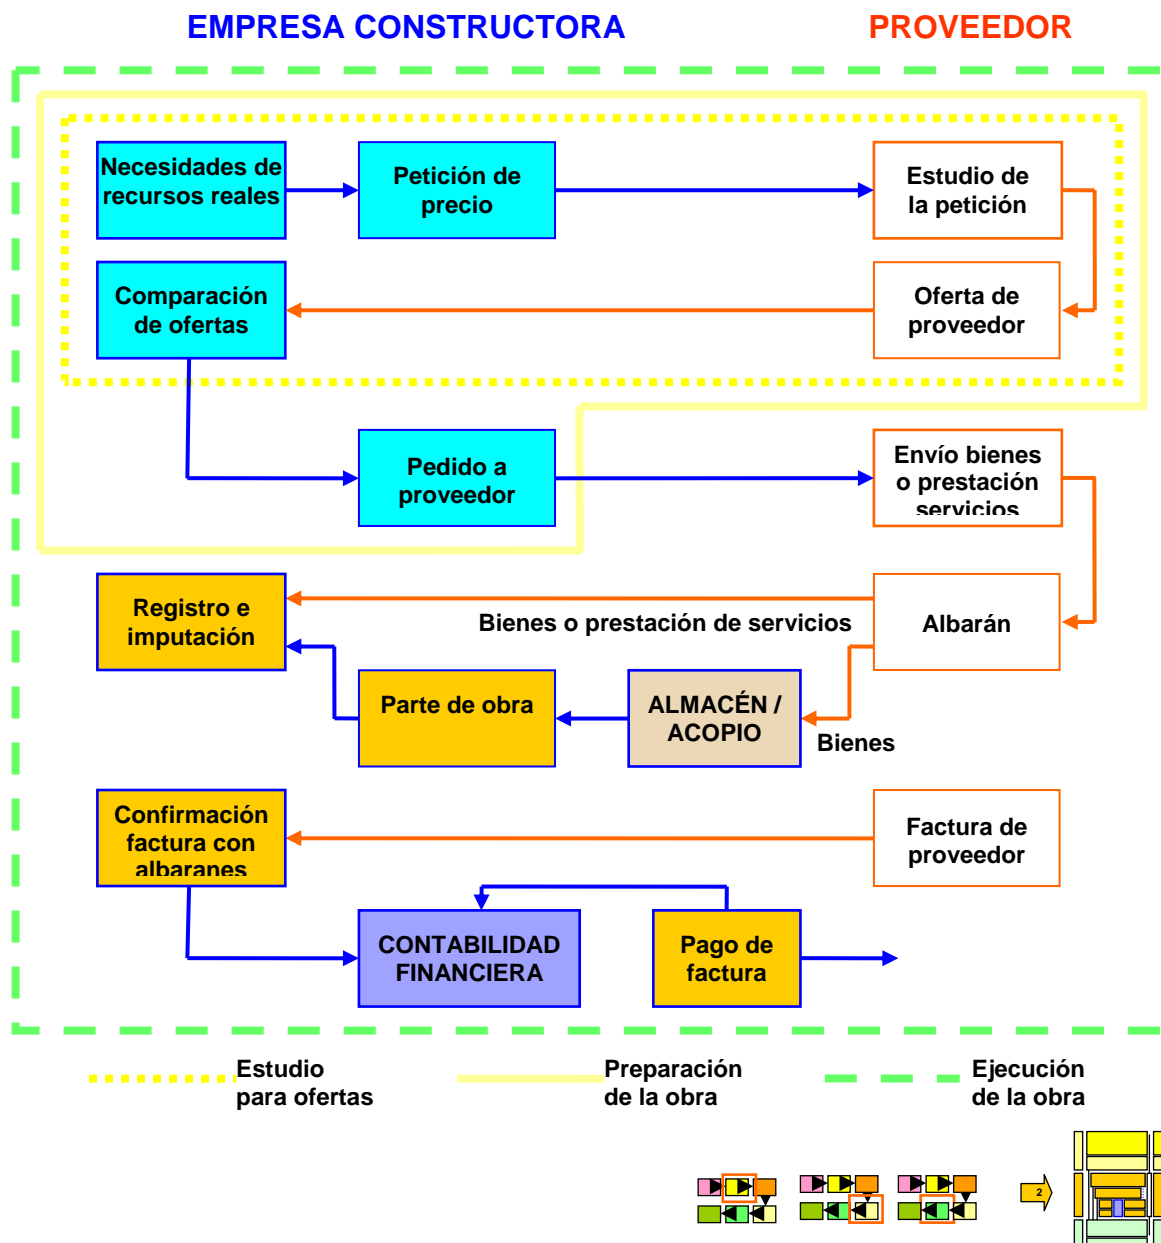 EMPRESA CONSTRUCTORA
PROVEEDOR
Necesidades de
recursos reales
Petición de
precio
Estudio de
la petición
Comparación
de ofertas
Oferta de
proveedor
Pedido a
proveedor
Envío bienes
o prestación
servicios
Registro e
imputación
Bienes o prestación de servicios
Albarán
Parte de obra
ALMACÉN /
ACOPIO
Bienes
Confirmación
factura con
albaranes
Factura de
proveedor
CONTABILIDAD
FINANCIERA
Pago de
factura
Estudio
para ofertas
Preparación
de la obra
Ejecución
de la obra
2